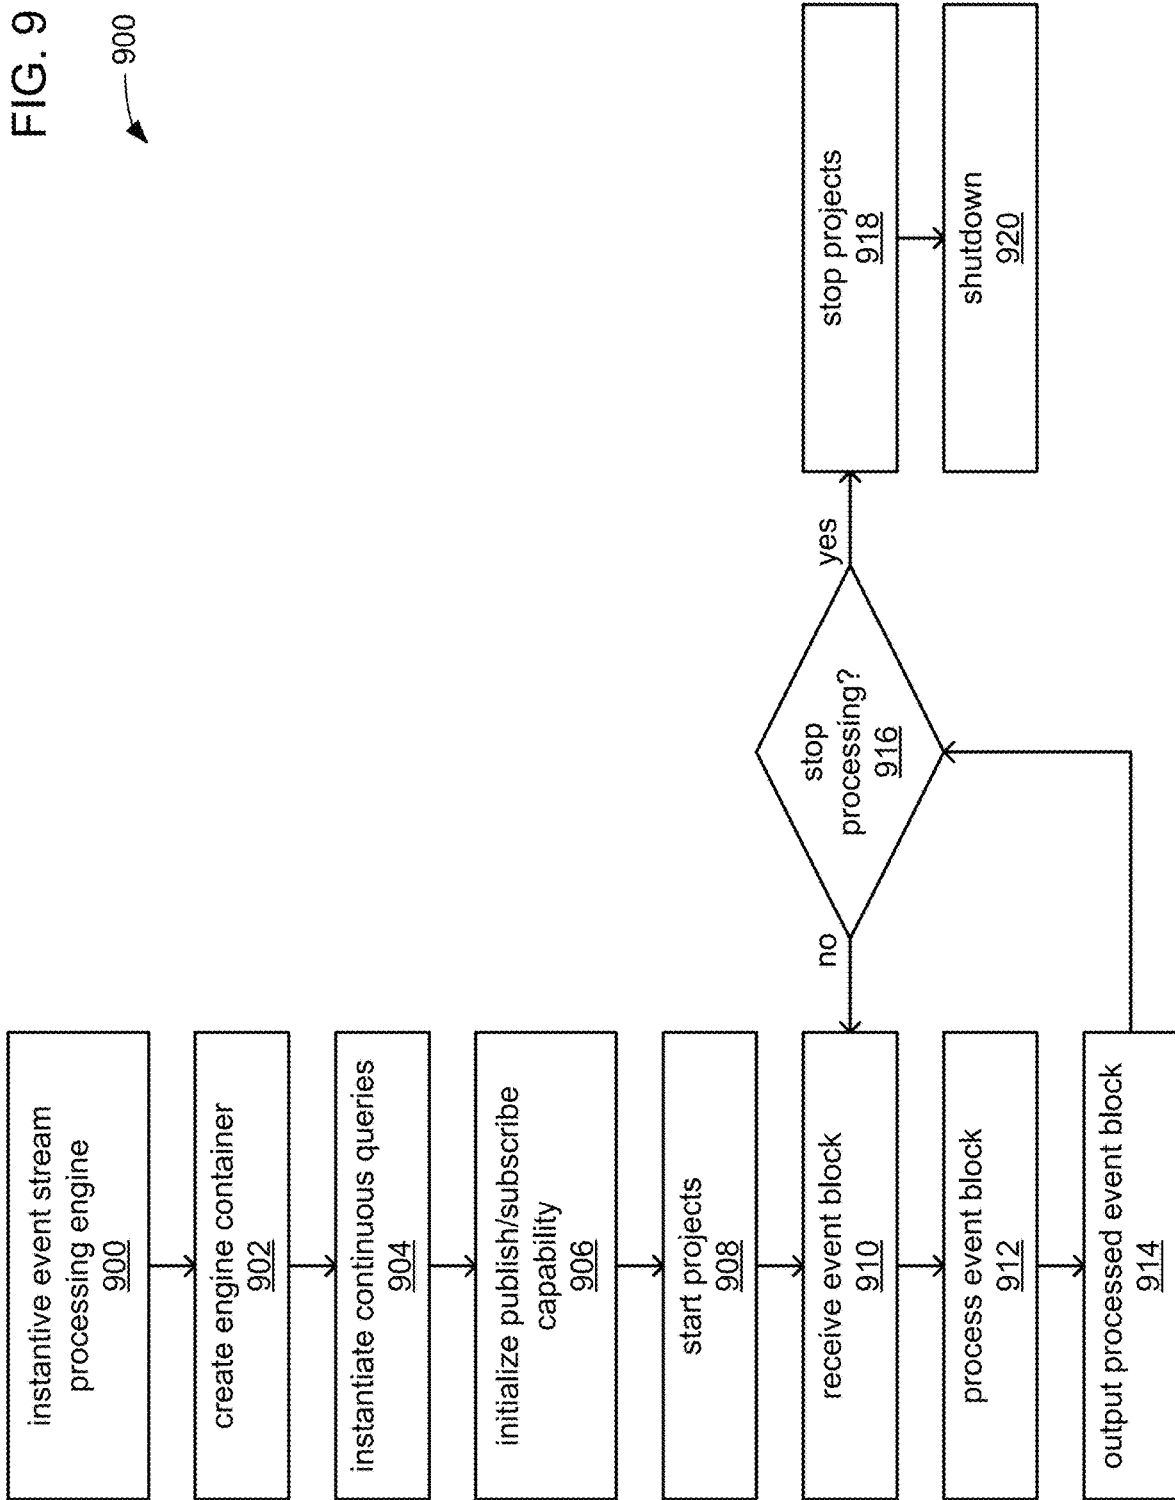 FIG. 9
900
instantive event stream
processing engine
900
create engine container
902
instantiate continuous queries
904
initialize publish/subscribe
capability
906
start projects
908
receive event block
910
process event block
912
output processed event block
914
stop
processing?
916
no
yes
stop projects
918
shutdown
920